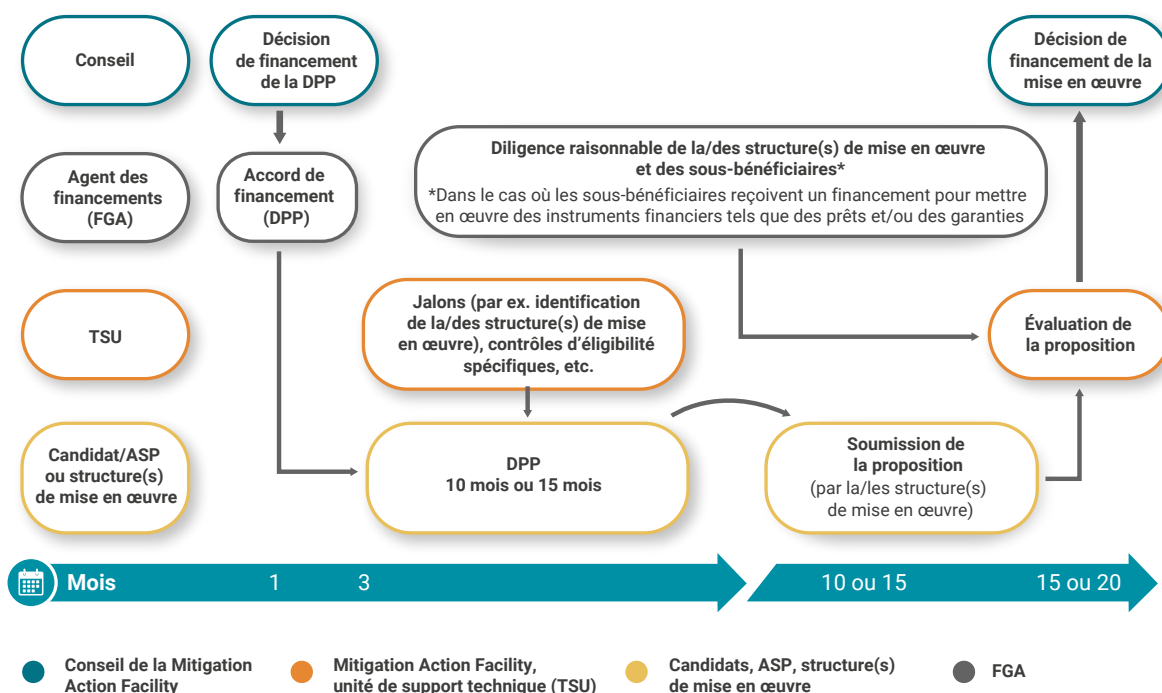 Conseil
Décision
de financement
de la DPP
Décision de
financement de la
mise en œuvre
Agent des
financements
(FGA)
Accord de
financement
(DPP)
Diligence raisonnable de la/des structure(s) de mise en œuvre
et des sous-bénéficiaires*
*Dans le cas où les sous-bénéficiaires reçoivent un financement pour mettre
en œuvre des instruments financiers tels que des prêts et/ou des garanties
TSU
Jalons (par ex. identification
de la/des structure(s) de mise
en œuvre), contrôles d’éligibilité
spécifiques, etc.
Évaluation de
la proposition
Candidat/ASP
ou structure(s)
de mise en œuvre
DPP
10 mois ou 15 mois
Soumission de
la proposition
(par la/les structure(s)
de mise en œuvre)
Mois 1 3 10 ou 15 15 ou 20
Conseil de la Mitigation
Action Facility
Mitigation Action Facility,
unité de support technique (TSU)
Candidats, ASP, structure(s)
de mise en œuvre
FGA